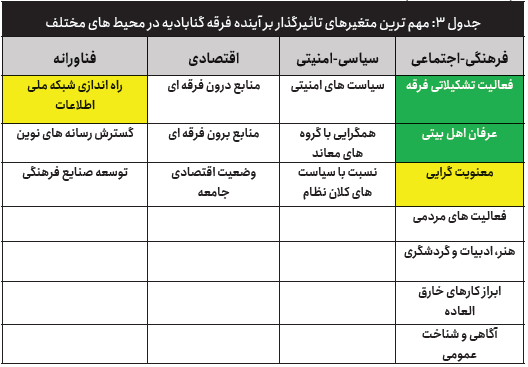 جدول ۳: مهم ترین متغیرهای تاثیرگذار بر آینده فرقه گنابادیه در محیط های مختلف
فرهنگی-اجتماعی سیاسی-امنیتی اقتصادی فناورانه
فعالیت تشکیلاتی فرقه سیاست های امنیتی منابع درون فرقه ای راه اندازی شبکه ملی
اطلاعات
عرفان اهل بیتی همگرایی با گروه منابع برون فرقه ای گسترش رسانه های نوین
های معاند
معنویت گرایی نسبت با سیاست وضعیت اقتصادی توسعه صنایع فرهنگی
های کلان نظام جامعه
فعالیت های مردمی
هنر، ادبیات و گردشگری
ابراز کارهای خارق
العاده
آگاهی و شناخت
عمومی